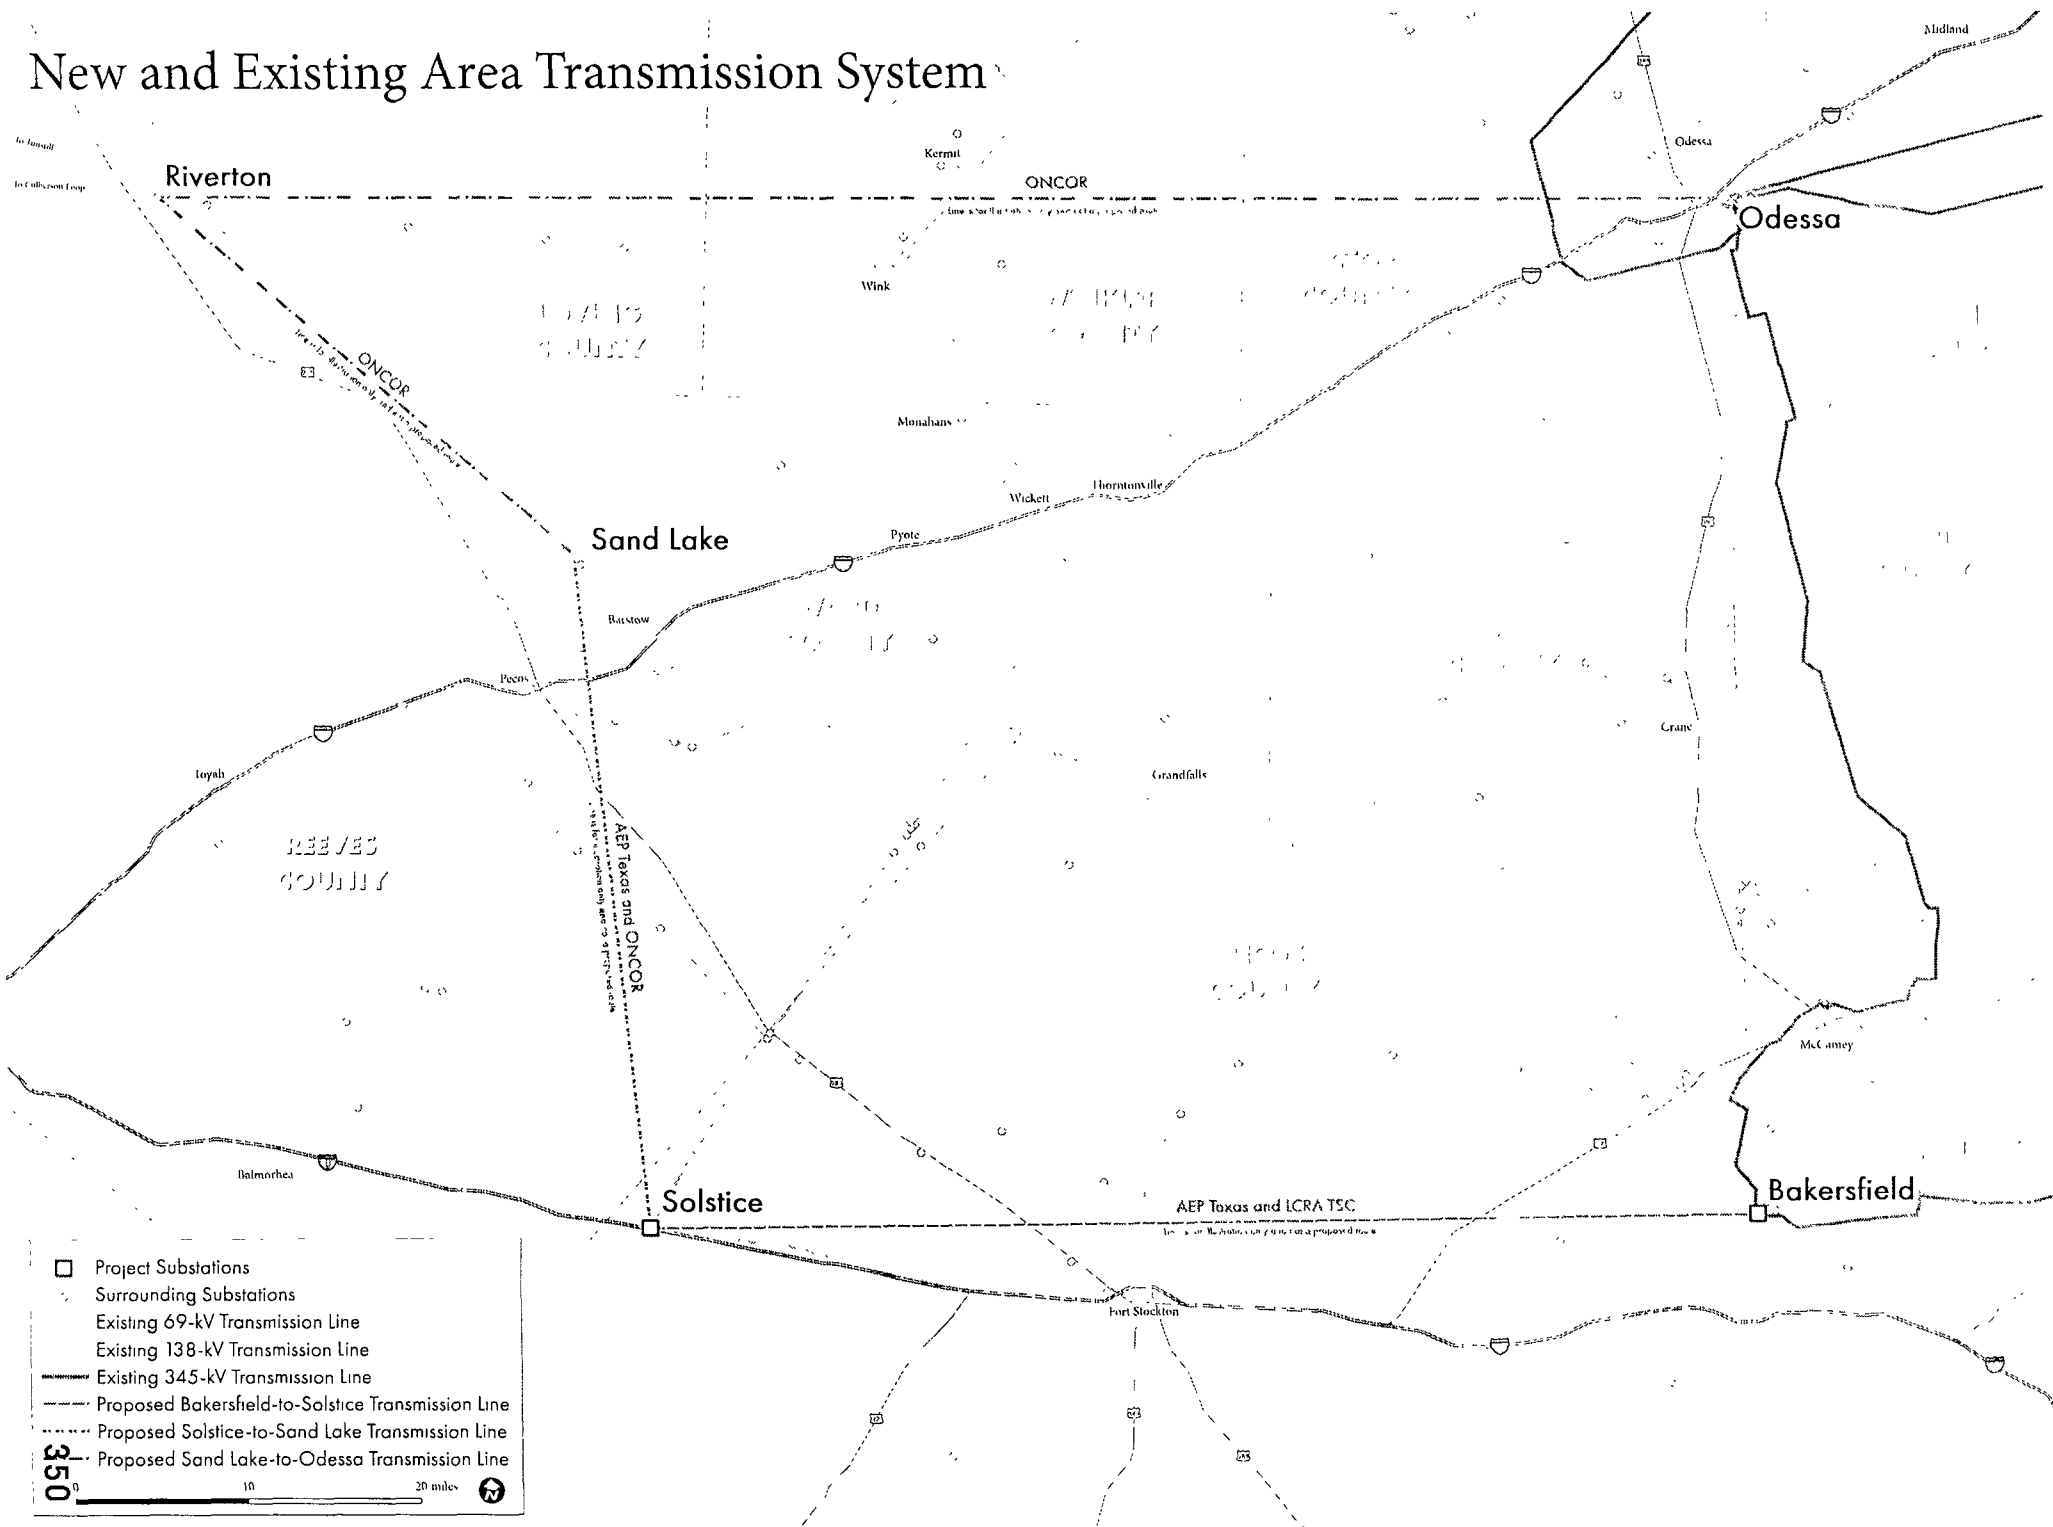 New and Existing Area Transmission System
Midland
Odessa
Kermit
Riverton
ONCOR
Odessa
Wink
ONCOR
Monahans
Thorntonville
Wickett
Pyote
Sand Lake
Barstow
Pecos
Crane
Toyah
Grandfalls
REEVES
COUNTY
AEP Texas and ONCOR
McCamey
Balmorhea
Solstice
Bakersfield
AEP Texas and LCRA TSC
Fort Stockton
Project Substations
Surrounding Substations
Existing 69-kV Transmission Line
Existing 138-kV Transmission Line
Existing 345-kV Transmission Line
Proposed Bakersfield-to-Solstice Transmission Line
Proposed Solstice-to-Sand Lake Transmission Line
Proposed Sand Lake-to-Odessa Transmission Line
350
0 10 20 miles
N